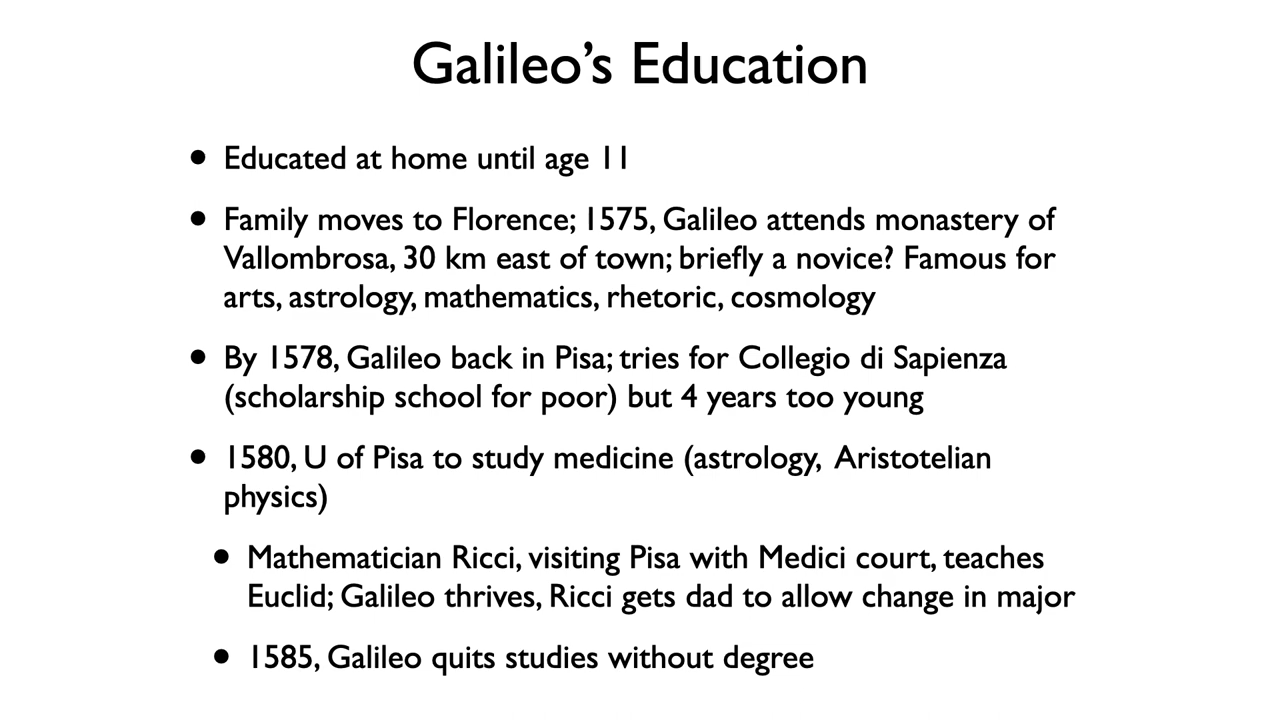 Galileo’s Education
• Educated at home until age 11
• Family moves to Florence; 1575, Galileo attends monastery of
Vallombrosa, 30 km east of town; briefly a novice? Famous for
arts, astrology, mathematics, rhetoric, cosmology
• By 1578, Galileo back in Pisa; tries for Collegio di Sapienza
(scholarship school for poor) but 4 years too young
• 1580, U of Pisa to study medicine (astrology, Aristotelian
physics)
• Mathematician Ricci, visiting Pisa with Medici court, teaches
Euclid; Galileo thrives, Ricci gets dad to allow change in major
• 1585, Galileo quits studies without degree